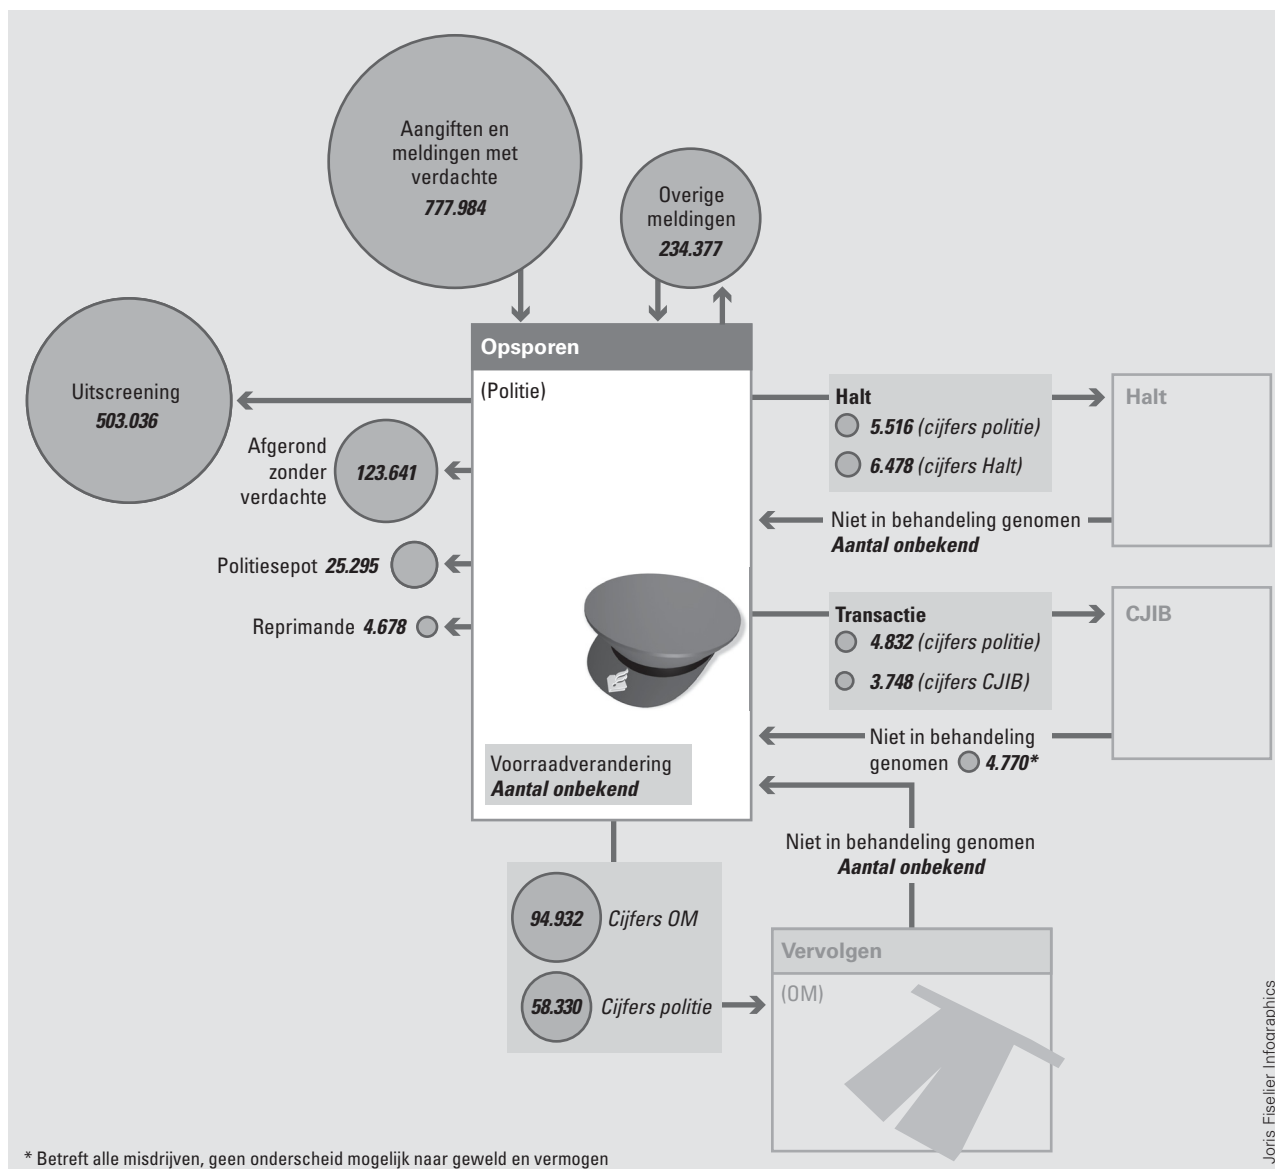 Aangiften en
meldingen met
verdachte
777.984
Overige
meldingen
234.377
Uitscreening
503.036
Opsporen
(Politie)
Afgerond
zonder
verdachte
123.641
Politiesepot 25.295
Reprimande 4.678
Halt
5.516 (cijfers politie)
6.478 (cijfers Halt)
Halt
Niet in behandeling genomen
Aantal onbekend
Transactie
4.832 (cijfers politie)
3.748 (cijfers CJIB)
CJIB
Niet in behandeling
genomen 4.770*
Voorraadverandering
Aantal onbekend
Niet in behandeling genomen
Aantal onbekend
94.932 Cijfers OM
58.330 Cijfers politie
Vervolgen
(OM)
Joris Fiselier Infographics
* Betreft alle misdrijven, geen onderscheid mogelijk naar geweld en vermogen